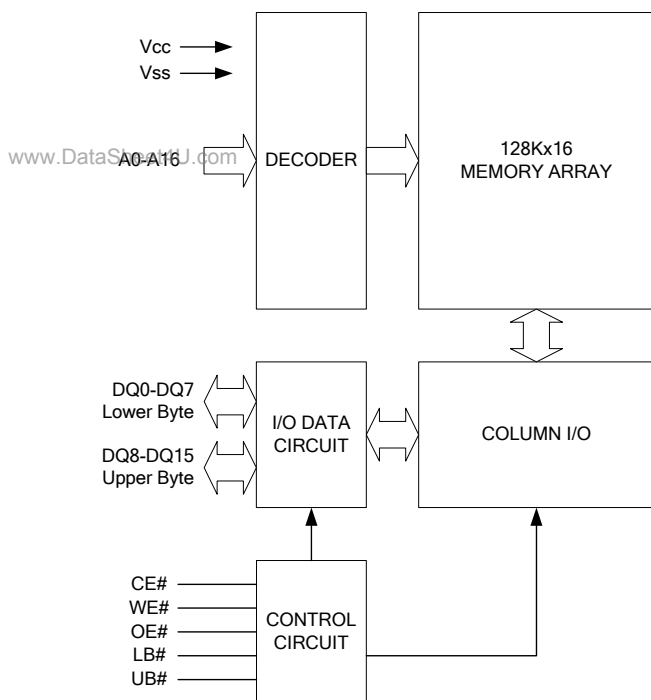 Vcc
Vss
www.DataSheet4U.com
A0-A16
DECODER
128Kx16
MEMORY ARRAY
DQ0-DQ7
Lower Byte
DQ8-DQ15
Upper Byte
I/O DATA
CIRCUIT
COLUMN I/O
CE#
WE#
OE#
LB#
UB#
CONTROL
CIRCUIT